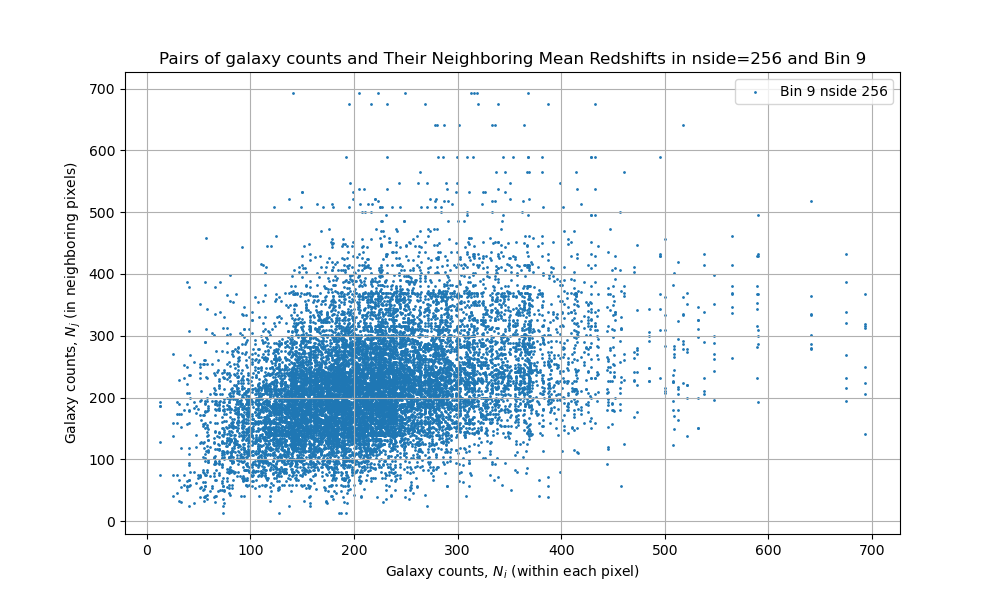 Pairs of galaxy counts and Their Neighboring Mean Redshifts in nside=256 and Bin 9
Bin 9 nside 256
Galaxy counts, Nj (in neighboring pixels)
700
600
500
400
300
200
100
0
0 100 200 300 400 500 600 700
Galaxy counts, Ni (within each pixel)